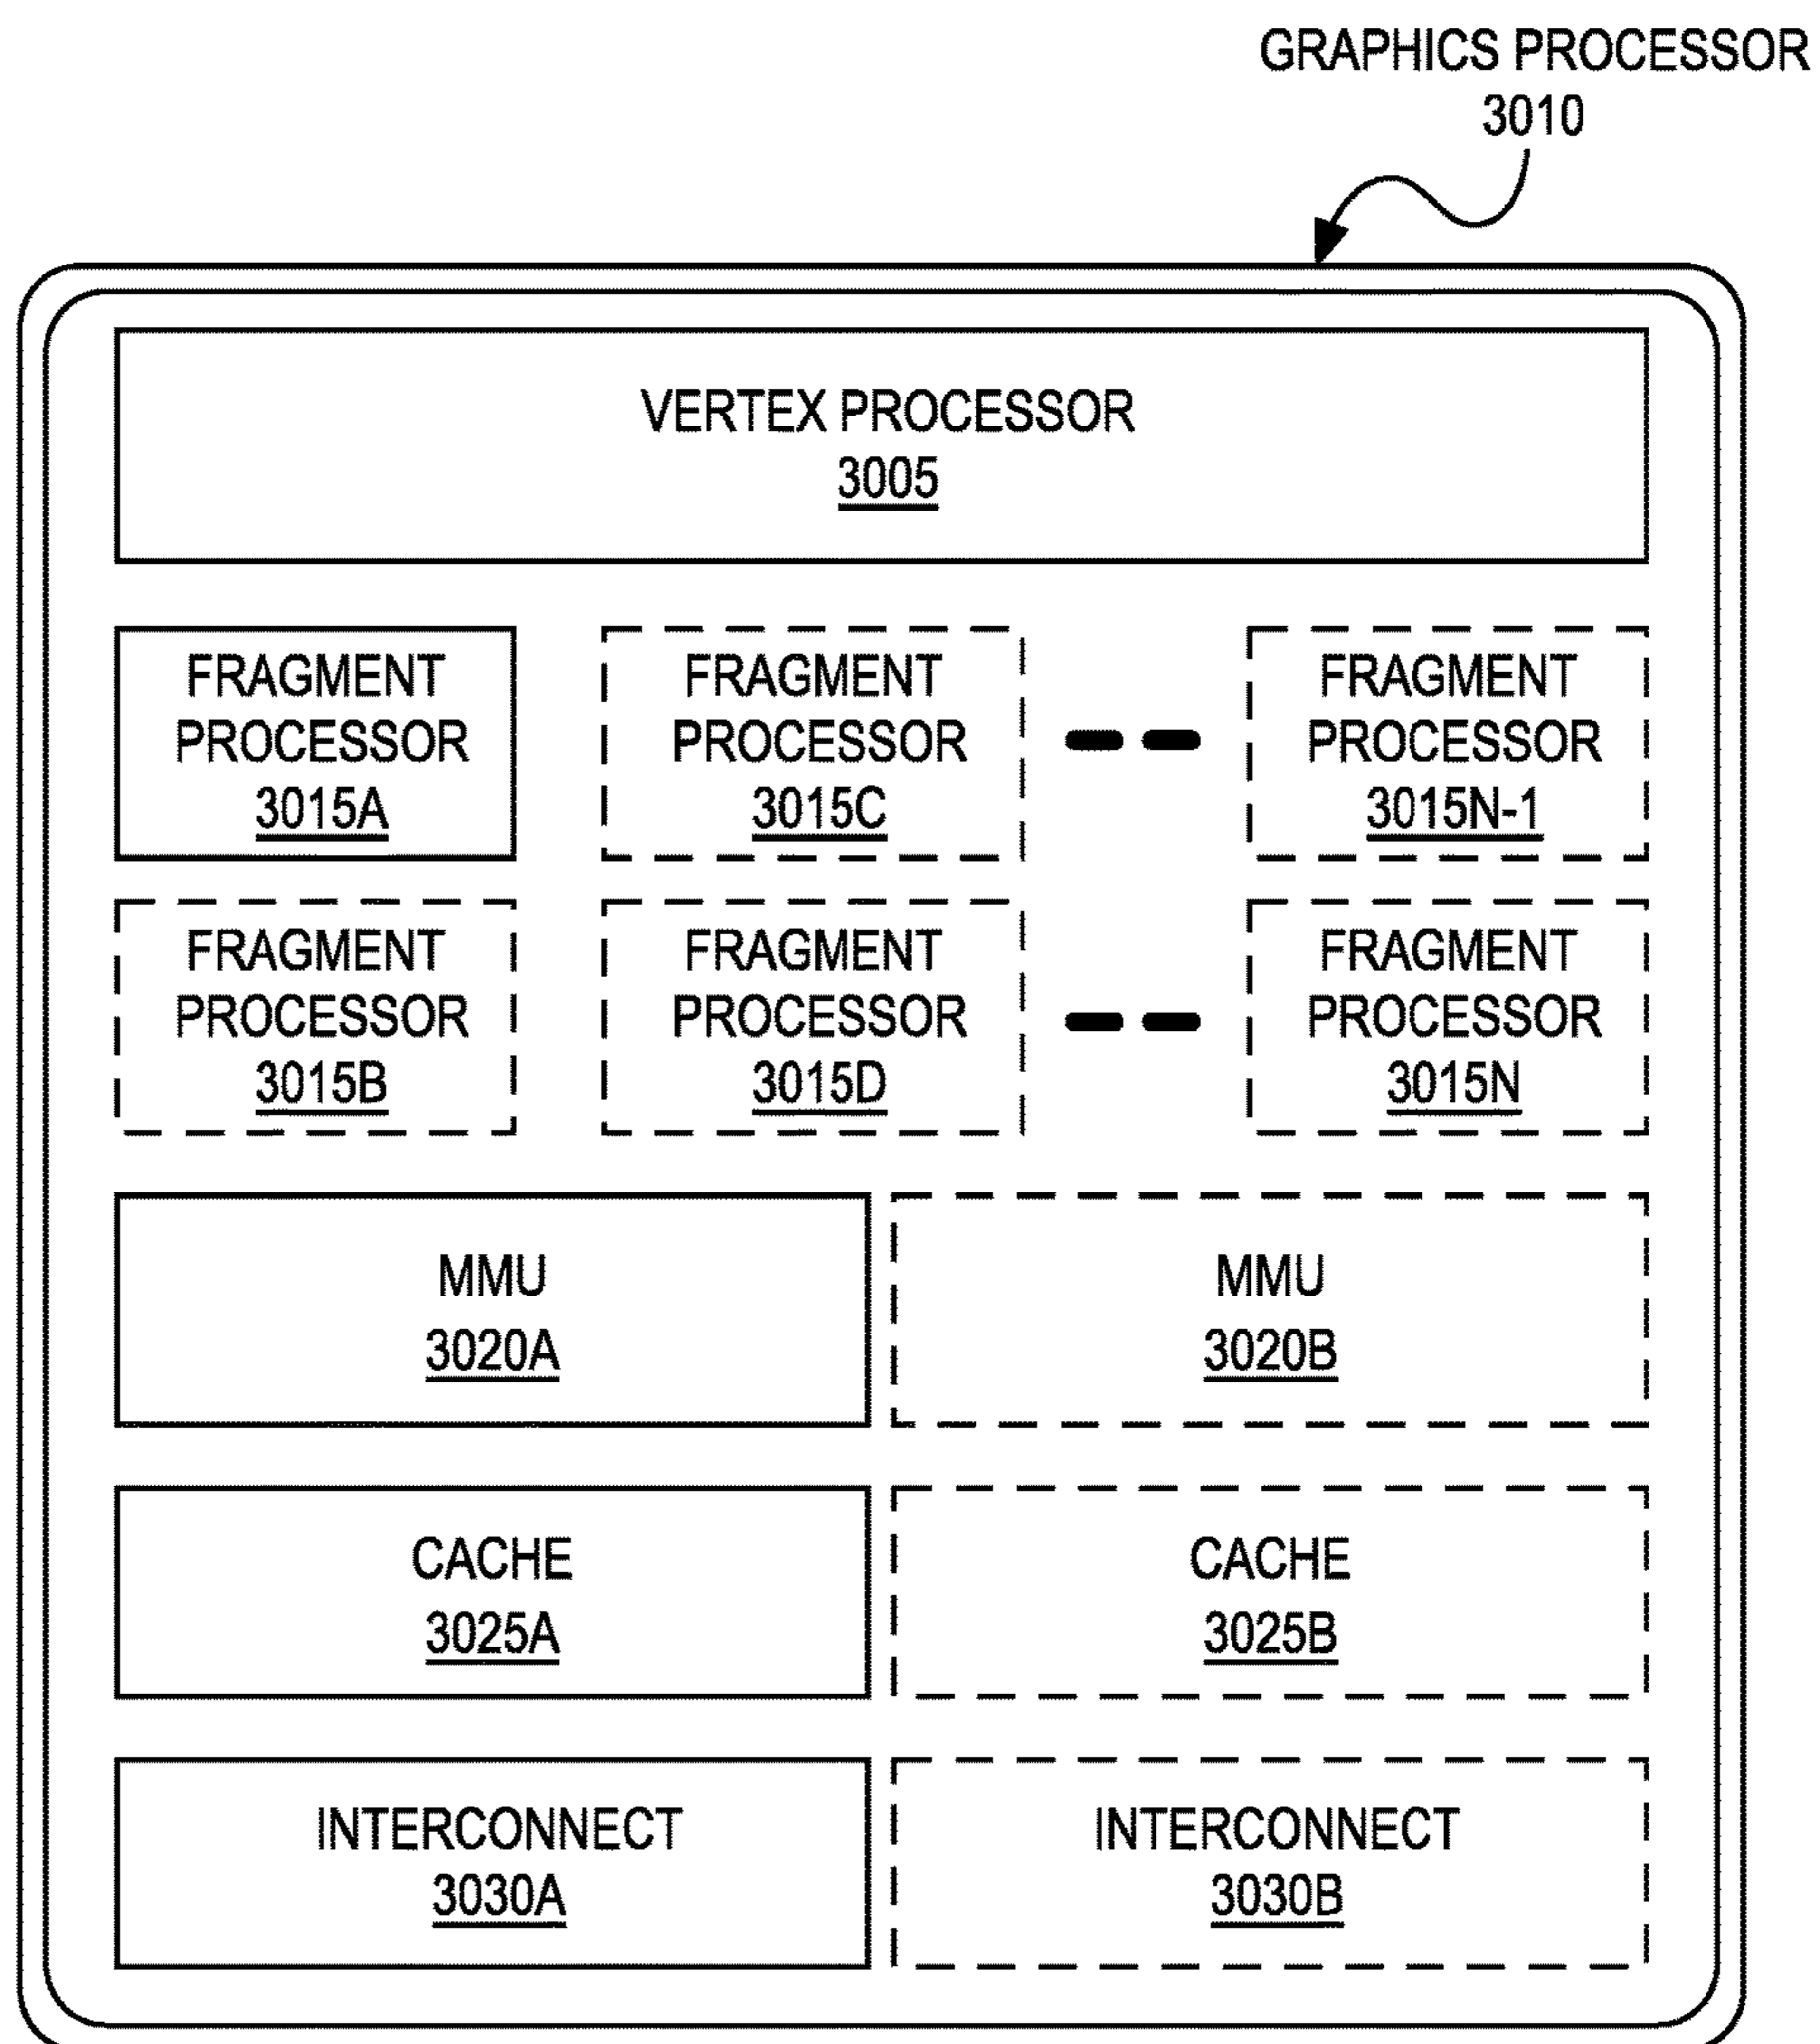 GRAPHICS PROCESSOR
3010
VERTEX PROCESSOR
3005
FRAGMENT
PROCESSOR
3015A
FRAGMENT
PROCESSOR
3015C
FRAGMENT
PROCESSOR
3015N-1
FRAGMENT
PROCESSOR
3015B
FRAGMENT
PROCESSOR
3015D
FRAGMENT
PROCESSOR
3015N
MMU
3020A
MMU
3020B
CACHE
3025A
CACHE
3025B
INTERCONNECT
3030A
INTERCONNECT
3030B